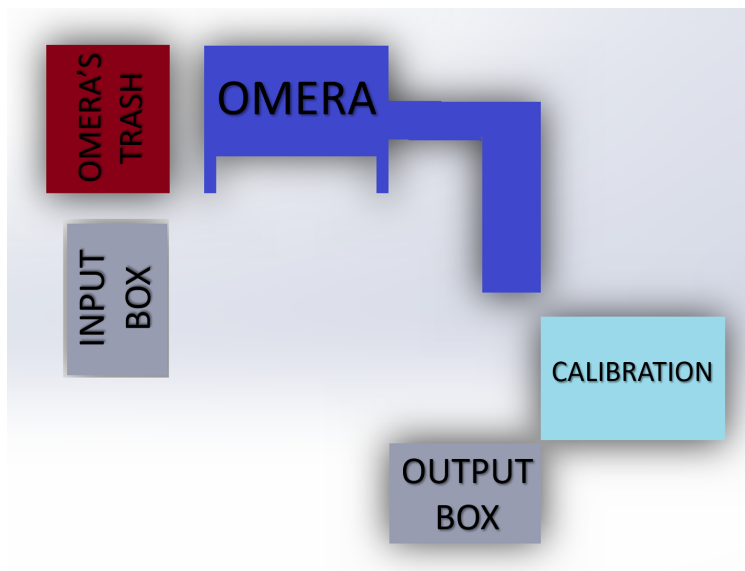 OMERA'S
TRASH
OMERA
INPUT
BOX
CALIBRATION
OUTPUT
BOX